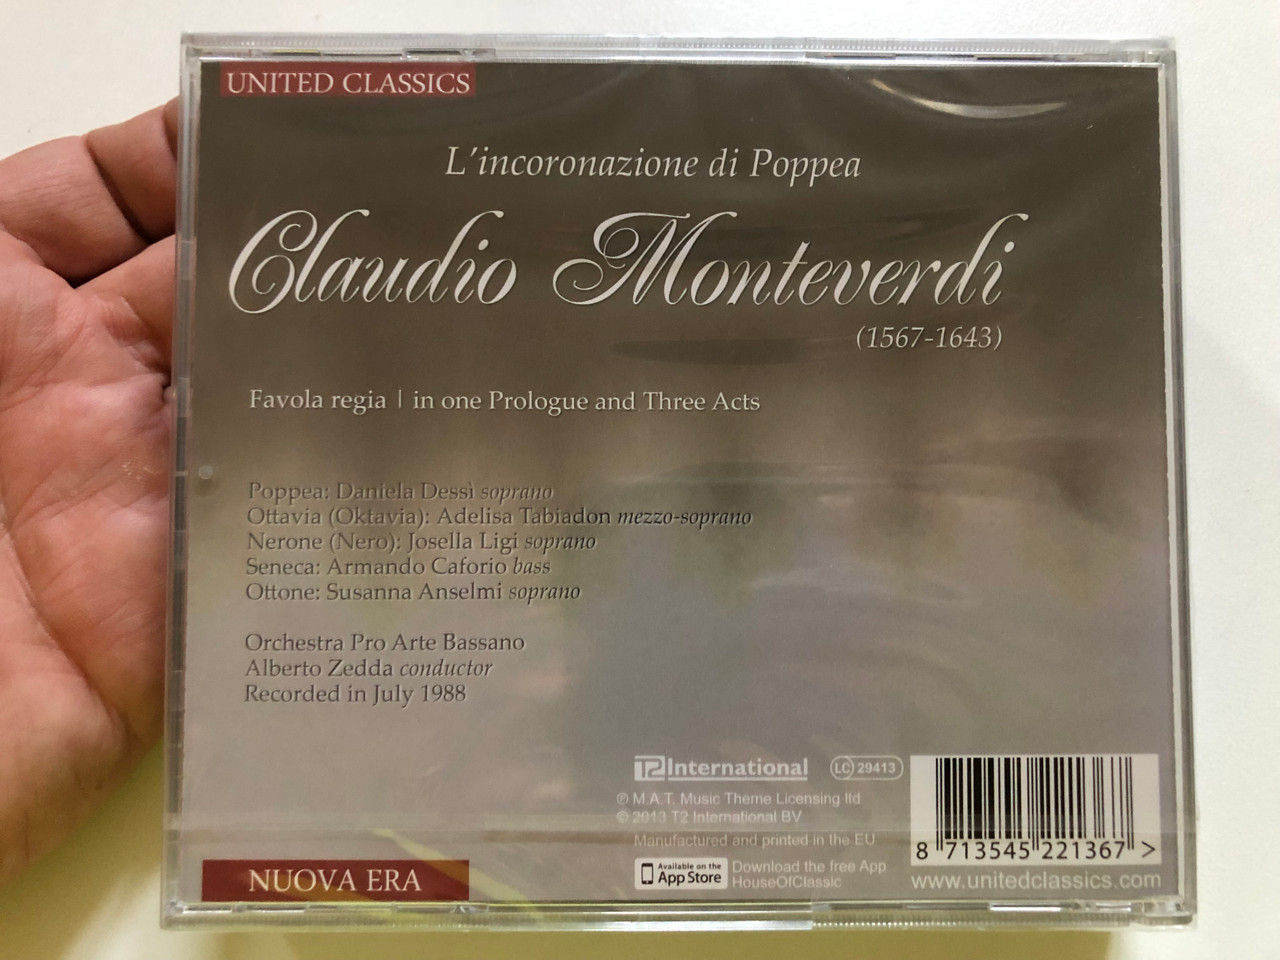 UNITED CLASSICS
L'incoronazione di Poppea
Claudio Monteverdi
(1567-1643)
Favola regia | in one Prologue and Three Acts
Poppea: Daniela Dessì soprano
Ottavia (Oktavia): Adelisa Tabiadon mezzo-soprano
Nerone (Nero): Josella Ligi soprano
Seneca: Armando Caforio bass
Ottone: Susanna Anselmi soprano
Orchestra Pro Arte Bassano
Alberto Zedda conductor
Recorded in July 1988
T2 International LC 29413
℗ M.A.T. Music Theme Licensing ltd
© 2013 T2 International BV
Manufactured and printed in the EU
Available on the App Store
Download the free App
HouseOfClassic
8 713545 221367 >
www.unitedclassics.com
NUOVA ERA